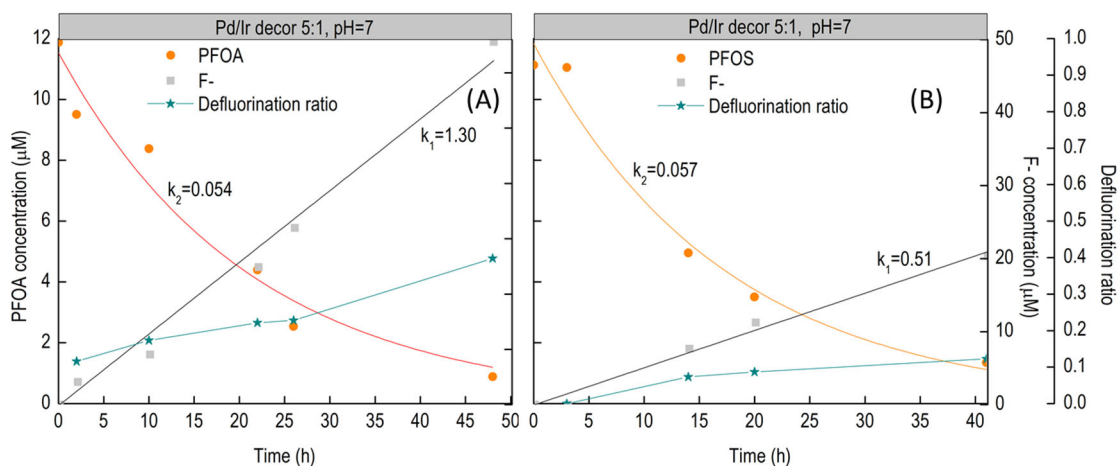 Pd/Ir decor 5:1, pH=7
12
10
8
6
4
2
0
PFOA concentration (µM)
PFOA
F-
Defluorination ratio
(A)
k1=1.30
k2=0.054
0 5 10 15 20 25 30 35 40 45 50
Time (h)
Pd/Ir decor 5:1, pH=7
PFOS
F-
Defluorination ratio
(B)
k2=0.057
k1=0.51
0 5 10 15 20 25 30 35 40
Time (h)
50
40
30
20
10
0
F- concentration (µM)
1.0
0.9
0.8
0.7
0.6
0.5
0.4
0.3
0.2
0.1
0.0
Defluorination ratio